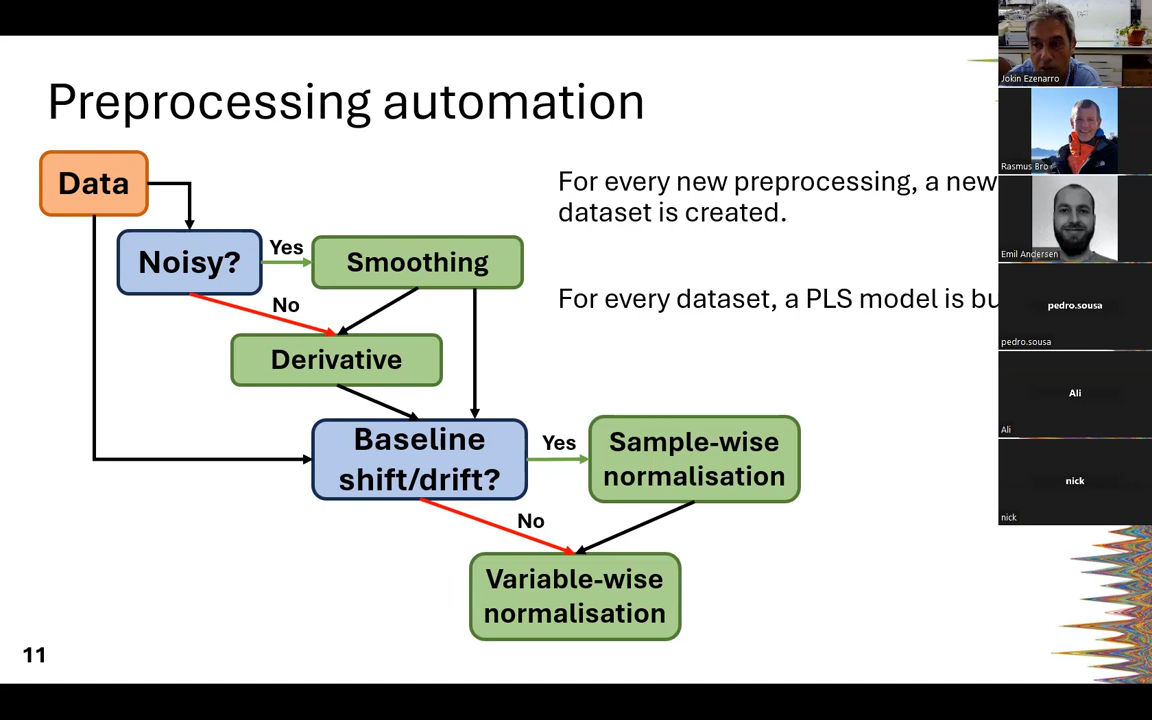 Preprocessing automation
Data
Noisy?
Yes
Smoothing
No
Derivative
Baseline
shift/drift?
Yes
Sample-wise
normalisation
No
Variable-wise
normalisation
For every new preprocessing, a new
dataset is created.
For every dataset, a PLS model is
11
Jokin Ezenarro
Rasmus Bro
Emil Andersen
pedro.sousa
pedro.sousa
Ali
Ali
nick
nick